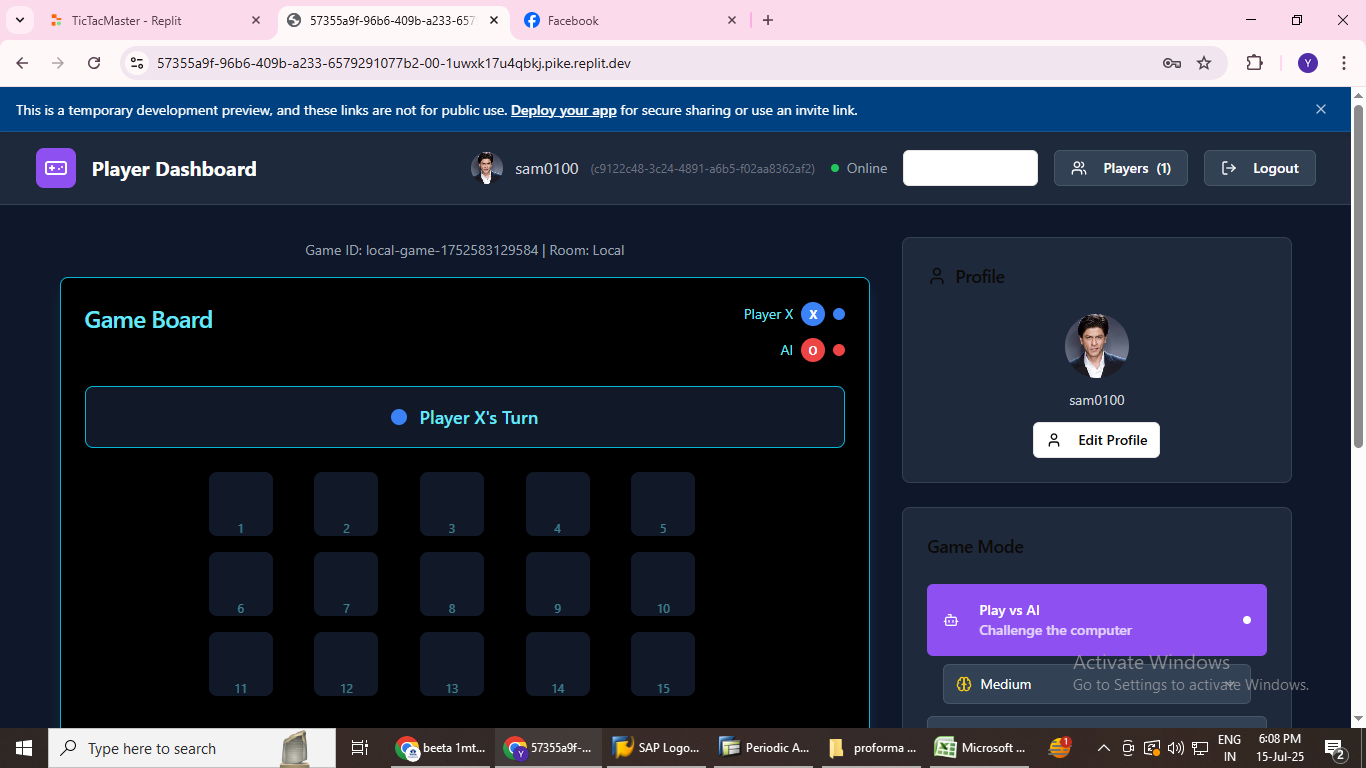 TicTacMaster - Replit
57355a9f-96b6-409b-a233-657
Facebook
57355a9f-96b6-409b-a233-6579291077b2-00-1uwxk17u4qbkj.pike.replit.dev
Y
This is a temporary development preview, and these links are not for public use. Deploy your app for secure sharing or use an invite link.
Player Dashboard
sam0100 (c9122c48-3c24-4891-a6b5-f02aa8362af2) Online
Players (1)
Logout
Game ID: local-game-1752583129584 | Room: Local
Game Board
Player X X
AI O
Player X's Turn
1 2 3 4 5
6 7 8 9 10
11 12 13 14 15
Profile
sam0100
Edit Profile
Game Mode
Play vs AI
Challenge the computer
Medium
Activate Windows
Go to Settings to activate Windows.
Type here to search
beeta 1mt...
57355a9f-...
SAP Logo...
Periodic A...
proforma ...
Microsoft ...
1
ENG
IN
6:08 PM
15-Jul-25
2